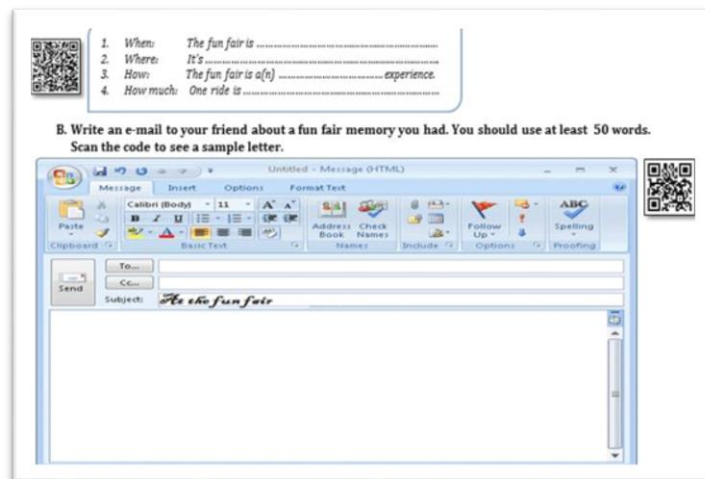 1. When: The fun fair is ............................................................
2. Where: It's ............................................................
3. How: The fun fair is a(n) .................................. experience.
4. How much: One ride is ............................................................
B. Write an e-mail to your friend about a fun fair memory you had. You should use at least 50 words.
Scan the code to see a sample letter.
Untitled - Message (HTML)
Message Insert Options Format Text
Calibri (Body) 11 A A ABC
Paste B I U Address Book Check Names Follow Up Spelling
Clipboard Basic Text Names Include Options Proofing
To...
Send Cc...
Subject: At the fun fair